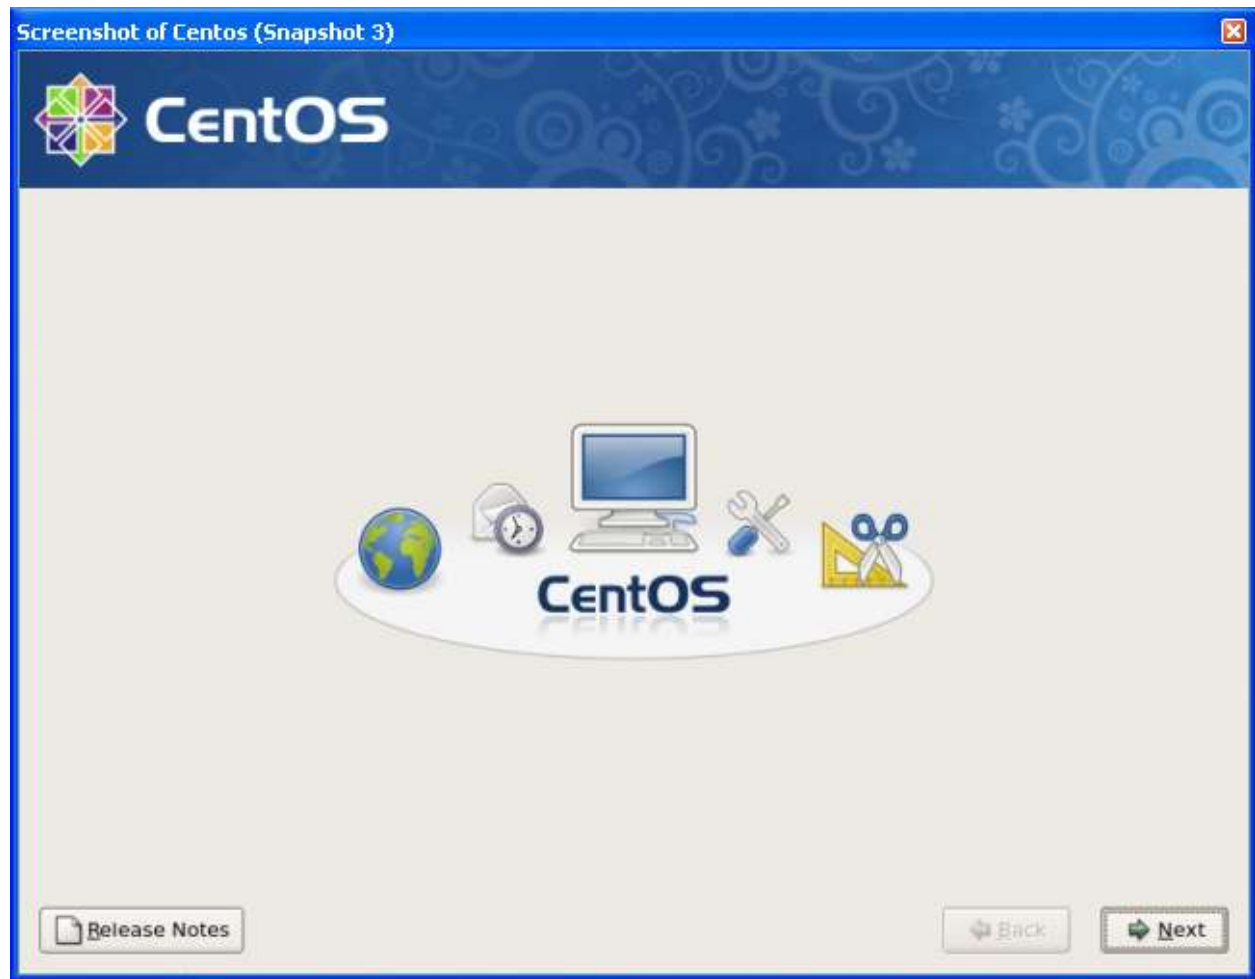 Screenshot of Centos (Snapshot 3)
CentOS
CentOS
Release Notes
Back
Next